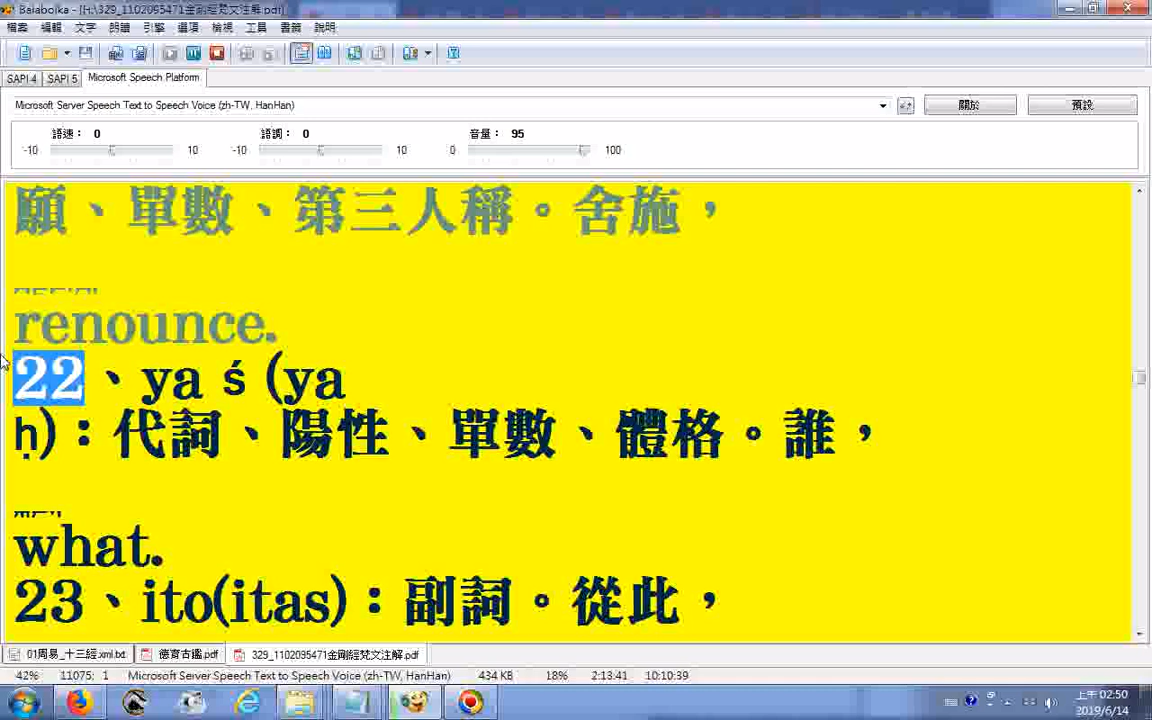 Balabolka - [H:\329_1102095471金剛經梵文注解.pdf]
檔案 編輯 文字 朗讀 引擎 選項 檢視 工具 書籤 說明
SAPI 4 SAPI 5 Microsoft Speech Platform
Microsoft Server Speech Text to Speech Voice (zh-TW, HanHan) 關於 預設
語速： 0 語調： 0 音量： 95
-10 10 -10 10 0 100
願、單數、第三人稱。舍施，
renounce.
22、ya ś (ya
ḥ)：代詞、陽性、單數、體格。誰，
what.
23、ito(itas)：副詞。從此，
01周易_十三經.xml.txt 德育古鑑.pdf 329_1102095471金剛經梵文注解.pdf
42% 11075: 1 Microsoft Server Speech Text to Speech Voice (zh-TW, HanHan) 434 KB 18% 2:13.41 10:10:39
上午 02:50
2019/6/14